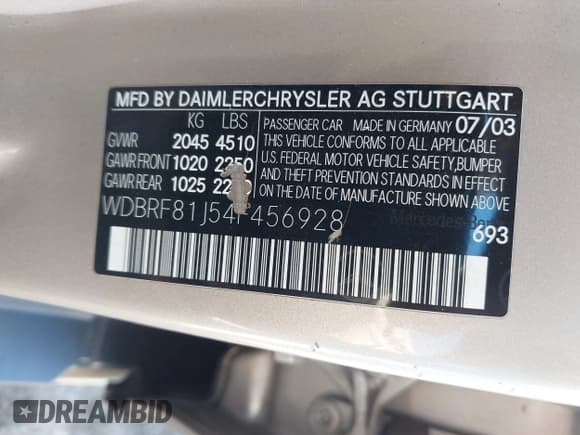 MFD BY DAIMLERCHRYSLER AG STUTTGART
KG LBS
GVWR 2045 4510
GAWR FRONT 1020
GAWR REAR 1025
PASSENGER CAR MADE IN GERMANY 07/03
THIS VEHICLE CONFORMS TO ALL APPLICABLE
U.S. FEDERAL MOTOR VEHICLE SAFETY, BUMPER
AND THEFT PREVENTION STANDARDS IN EFFECT
ON THE DATE OF MANUFACTURE SHOWN ABOVE.
456928
693
DREAMBID